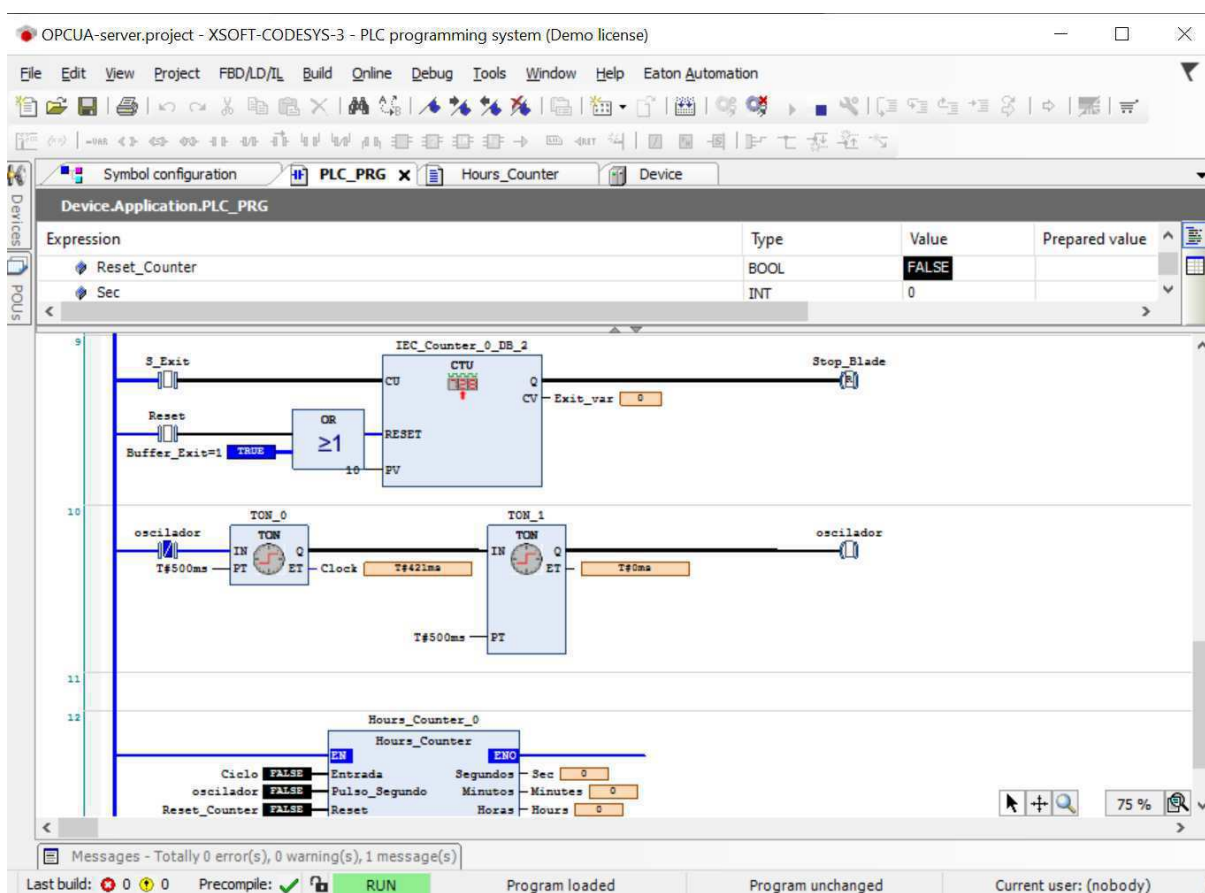 OPCUA-server.project - XSOFT-CODESYS-3 - PLC programming system (Demo license)
File Edit View Project FBD/LD/IL Build Online Debug Tools Window Help Eaton Automation
Symbol configuration PLC_PRG X Hours_Counter Device
Devices
POUs
Device.Application.PLC_PRG
Expression Type Value Prepared value
Reset_Counter BOOL FALSE
Sec INT 0
9
IEC_Counter_0_DB_2
S_Exit CTU Stop_Blade
CU Q R
CV Exit_var 0
Reset OR RESET
≥1
Buffer_Exit=1 TRUE
10 PV
10
TON_0 TON_1
oscilador TON TON oscilador
IN Q IN Q
T#500ms PT ET Clock T#421ms ET T#0ms
T#500ms PT
11
12
Hours_Counter_0
Hours_Counter
EN ENO
Ciclo FALSE Entrada Segundos Sec 0
oscilador FALSE Pulso_Segundo Minutos Minutes 0
Reset_Counter FALSE Reset Horas Hours 0
75 %
Messages - Totally 0 error(s), 0 warning(s), 1 message(s)
Last build: 0 0 Precompile: RUN Program loaded Program unchanged Current user: (nobody)